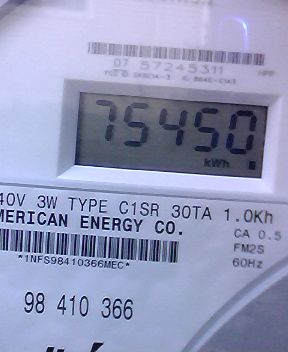 07 57245311
75450
kWh
40V 3W TYPE C1SR 30TA 1.0Kh
MERICAN ENERGY CO.
CA 0.5
FM2S
*1NFS98410366MEC*
60Hz
98 410 366